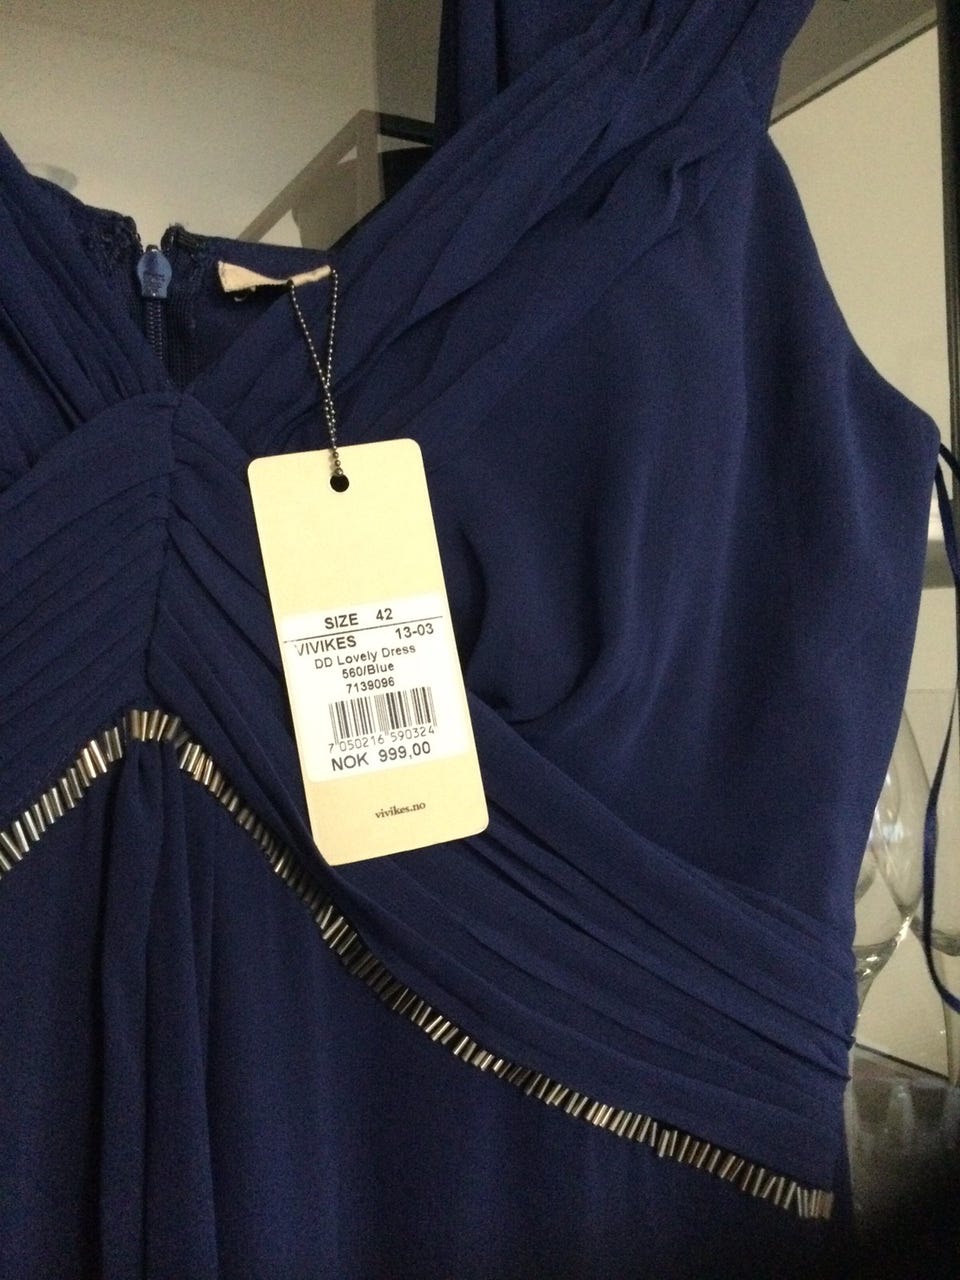 SIZE 42
VIVIKES 13-03
DD Lovely Dress
560/Blue
7139096
7 050216 590324
NOK 999,00
vivikes.no